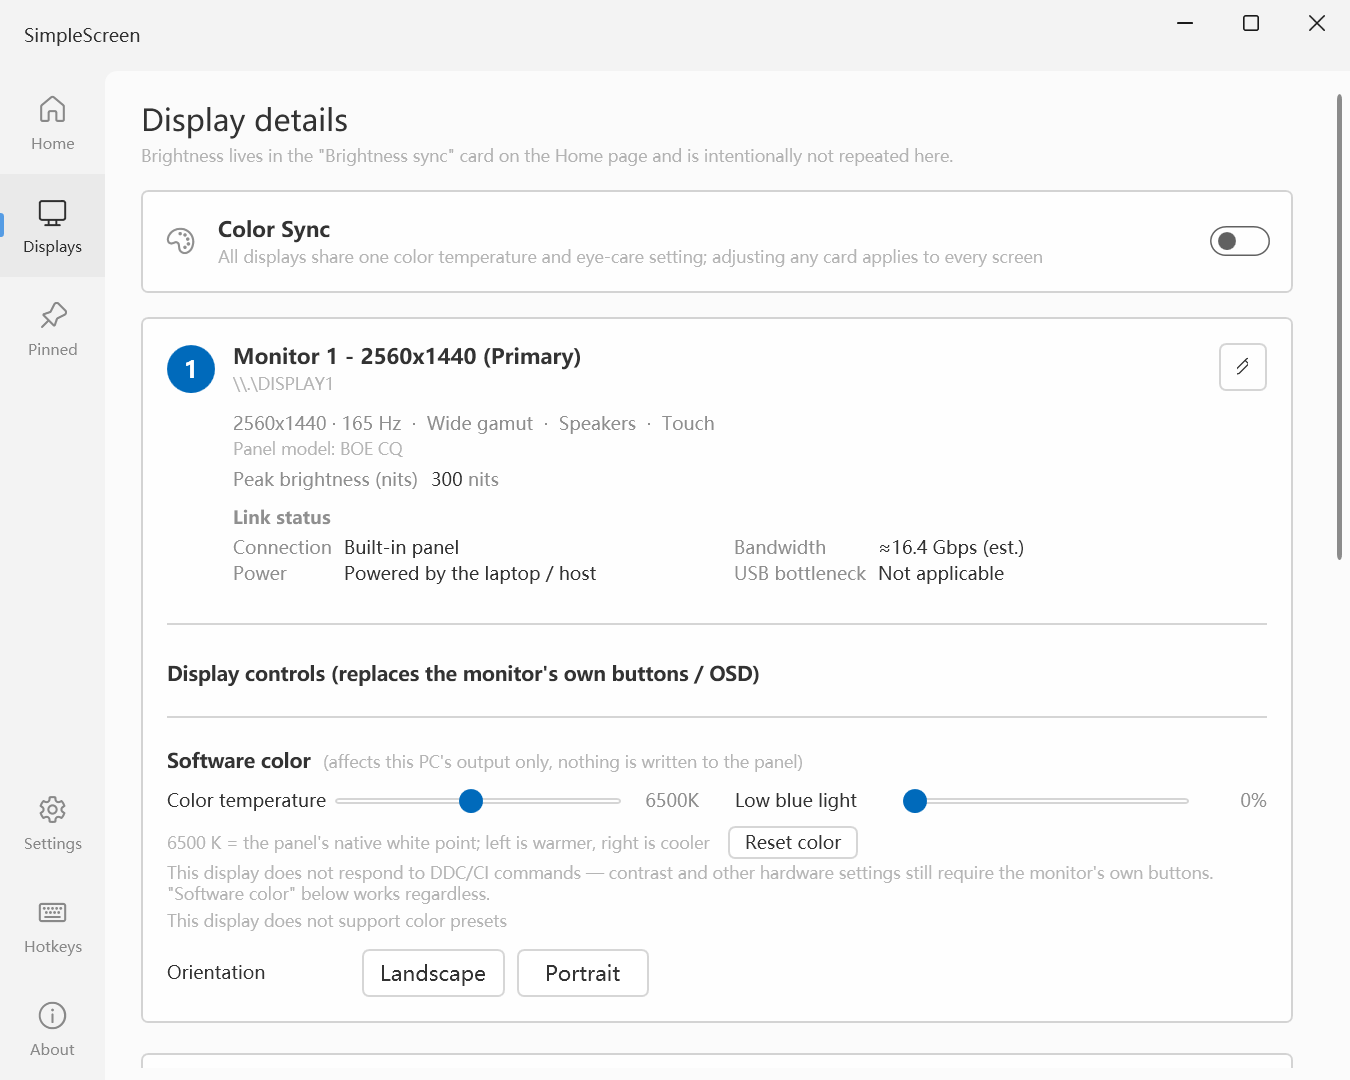 SimpleScreen
Home
Displays
Pinned
Settings
Hotkeys
About
Display details
Brightness lives in the "Brightness sync" card on the Home page and is intentionally not repeated here.
Color Sync
All displays share one color temperature and eye-care setting; adjusting any card applies to every screen
1
Monitor 1 - 2560x1440 (Primary)
\\.\DISPLAY1
2560x1440 · 165 Hz · Wide gamut · Speakers · Touch
Panel model: BOE CQ
Peak brightness (nits) 300 nits
Link status
Connection Built-in panel Bandwidth ≈16.4 Gbps (est.)
Power Powered by the laptop / host USB bottleneck Not applicable
Display controls (replaces the monitor's own buttons / OSD)
Software color (affects this PC's output only, nothing is written to the panel)
Color temperature 6500K Low blue light 0%
6500 K = the panel's native white point; left is warmer, right is cooler Reset color
This display does not respond to DDC/CI commands — contrast and other hardware settings still require the monitor's own buttons.
"Software color" below works regardless.
This display does not support color presets
Orientation Landscape Portrait